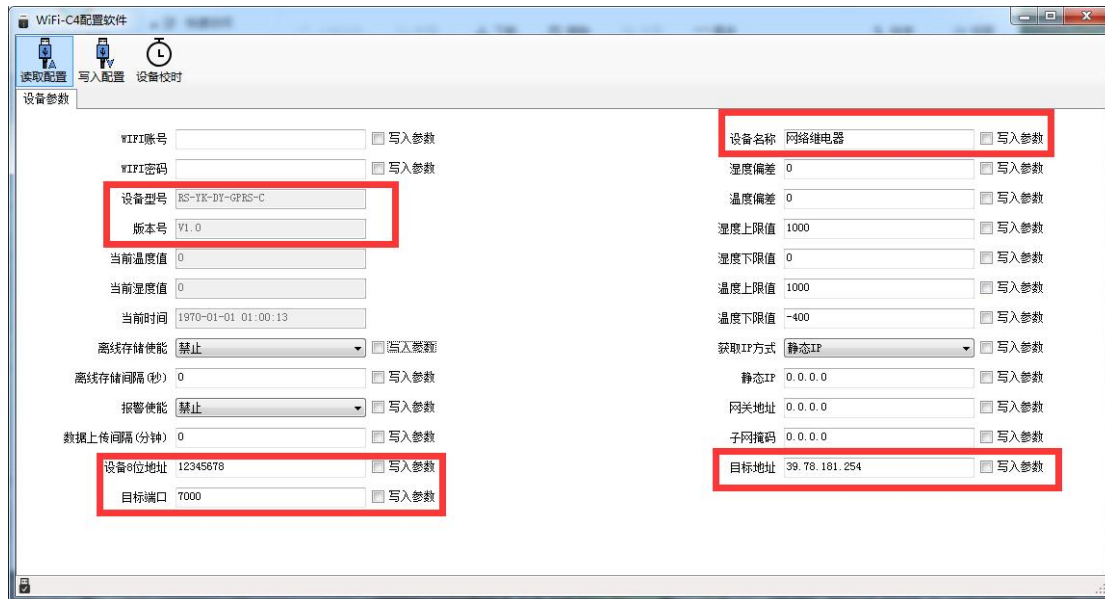 WiFi-C4配置软件
读取配置 写入配置 设备校时
设备参数
WIFI账号 写入参数
WIFI密码 写入参数
设备型号 RS-YK-DY-GPRS-C
版本号 V1.0
当前温度值 0
当前湿度值 0
当前时间 1970-01-01 01:00:13
离线存储使能 禁止 写入参数
离线存储间隔(秒) 0 写入参数
报警使能 禁止 写入参数
数据上传间隔(分钟) 0 写入参数
设备8位地址 12345678 写入参数
目标端口 7000 写入参数
设备名称 网络继电器 写入参数
湿度偏差 0 写入参数
温度偏差 0 写入参数
湿度上限值 1000 写入参数
湿度下限值 0 写入参数
温度上限值 1000 写入参数
温度下限值 -400 写入参数
获取IP方式 静态IP 写入参数
静态IP 0.0.0.0 写入参数
网关地址 0.0.0.0 写入参数
子网掩码 0.0.0.0 写入参数
目标地址 39.78.181.254 写入参数